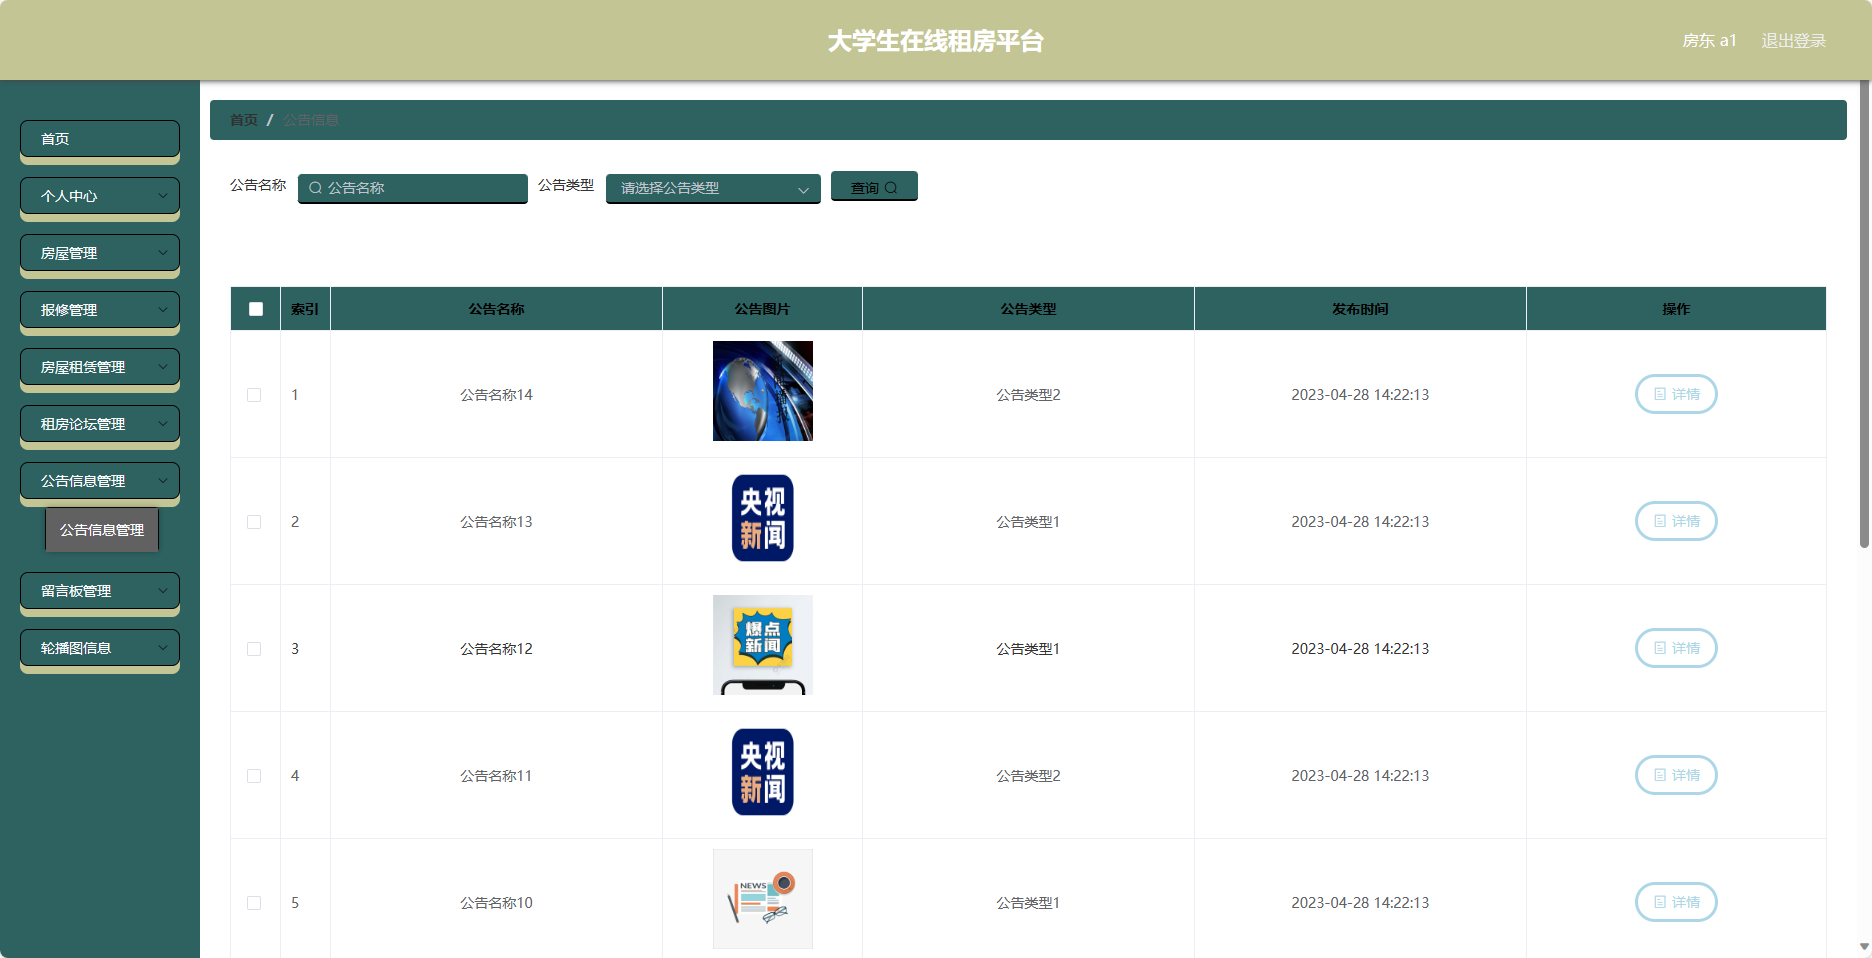 大学生在线租房平台
房东 a1 退出登录
首页
个人中心
房屋管理
报修管理
房屋租赁管理
租房论坛管理
公告信息管理
公告信息管理
留言板管理
轮播图信息
首页 / 公告信息
公告名称 公告名称 公告类型 请选择公告类型 查询
索引 公告名称 公告图片 公告类型 发布时间 操作
1 公告名称14 公告类型2 2023-04-28 14:22:13 详情
2 公告名称13 央视新闻 公告类型1 2023-04-28 14:22:13 详情
3 公告名称12 爆点新闻 公告类型1 2023-04-28 14:22:13 详情
4 公告名称11 央视新闻 公告类型2 2023-04-28 14:22:13 详情
5 公告名称10 NEWS 公告类型1 2023-04-28 14:22:13 详情